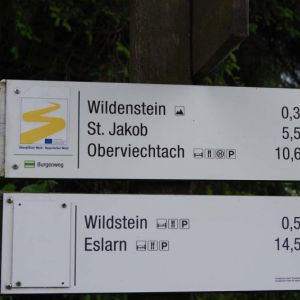 Wildenstein 0,3
St. Jakob 5,5
Oberviechtach P 10,6
Burgenweg
Wildstein P 0,5
Eslarn P 14,5